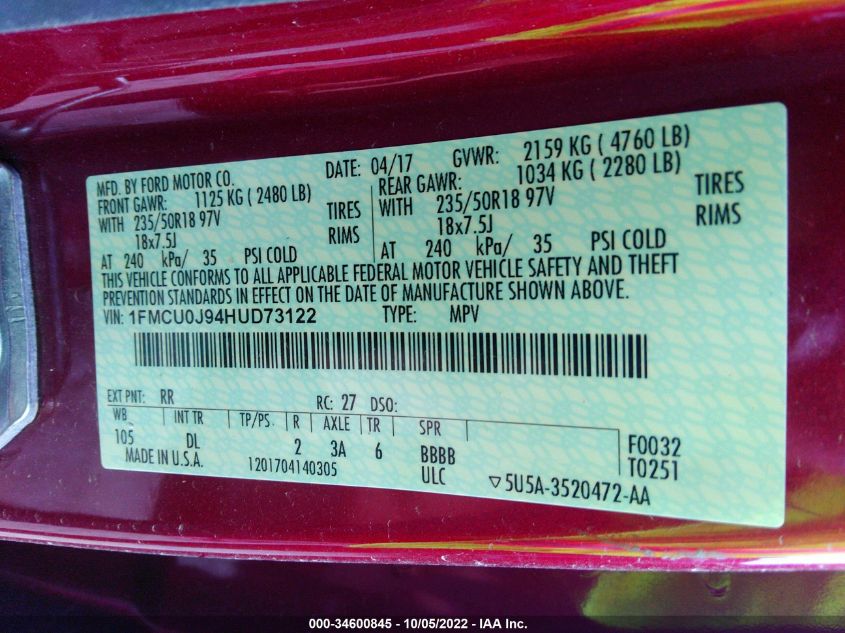 MFD. BY FORD MOTOR CO. DATE: 04/17 GVWR: 2159 KG ( 4760 LB)
FRONT GAWR: 1125 KG ( 2480 LB) REAR GAWR: 1034 KG ( 2280 LB)
WITH 235/50R18 97V TIRES WITH 235/50R18 97V TIRES
18x7.5J RIMS 18x7.5J RIMS
AT 240 kPa/ 35 PSI COLD AT 240 kPa/ 35 PSI COLD
THIS VEHICLE CONFORMS TO ALL APPLICABLE FEDERAL MOTOR VEHICLE SAFETY AND THEFT
PREVENTION STANDARDS IN EFFECT ON THE DATE OF MANUFACTURE SHOWN ABOVE.
VIN: 1FMCU0J94HUD73122 TYPE: MPV
EXT PNT: RR RC: 27 DSO:
WB INT TR TP/PS R AXLE TR SPR
105 DL 2 3A 6 BBBB F0032
MADE IN U.S.A. 1201704140305 ULC T0251
▽5U5A-3520472-AA
000-34600845 - 10/05/2022 - IAA Inc.